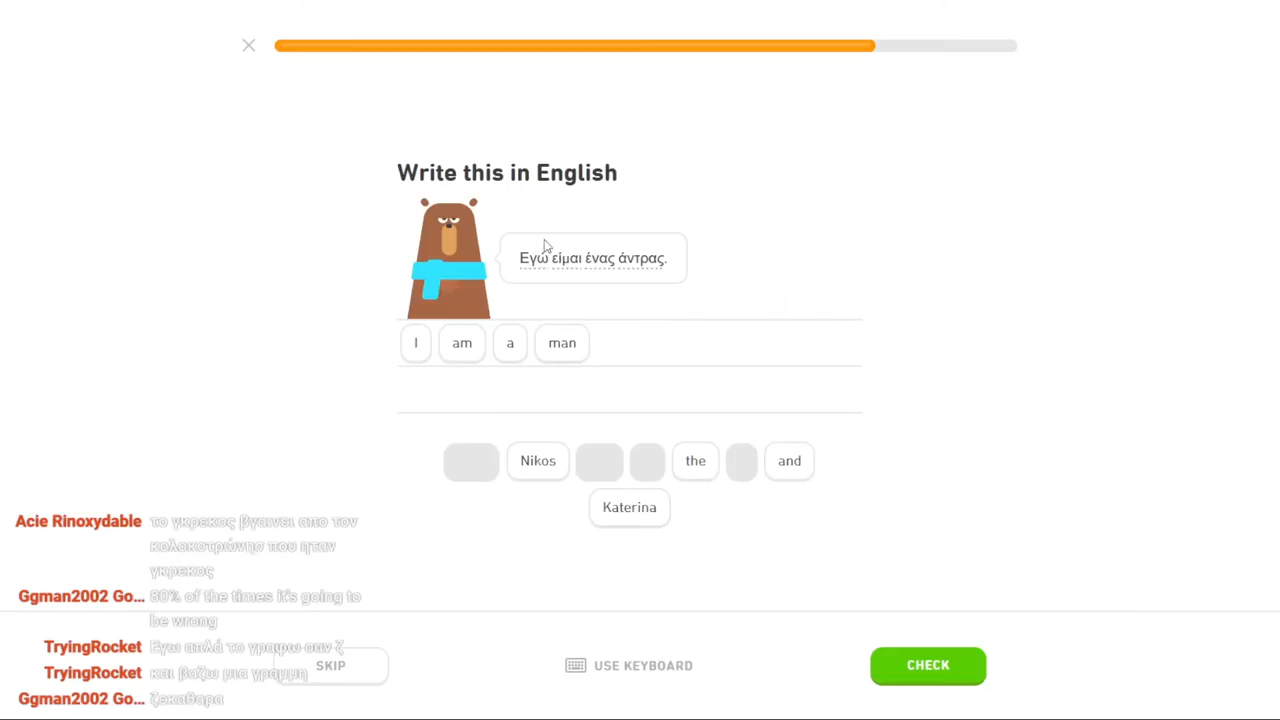 Write this in English
Εγώ είμαι ένας άντρας.
I am a man
Nikos the and
Katerina
Acie Rinoxydable το γκρεκος βγαινει απο τον
κολοκοτρώνησ που ηταν
γκρεκος
Ggman2002 Go... 80% of the times it's going to
be wrong
TryingRocket Εγω απλά το γραφω σαν ζ
TryingRocket και βαζω μια γραμμη
Ggman2002 Go... ζεκαθαρα
SKIP USE KEYBOARD CHECK